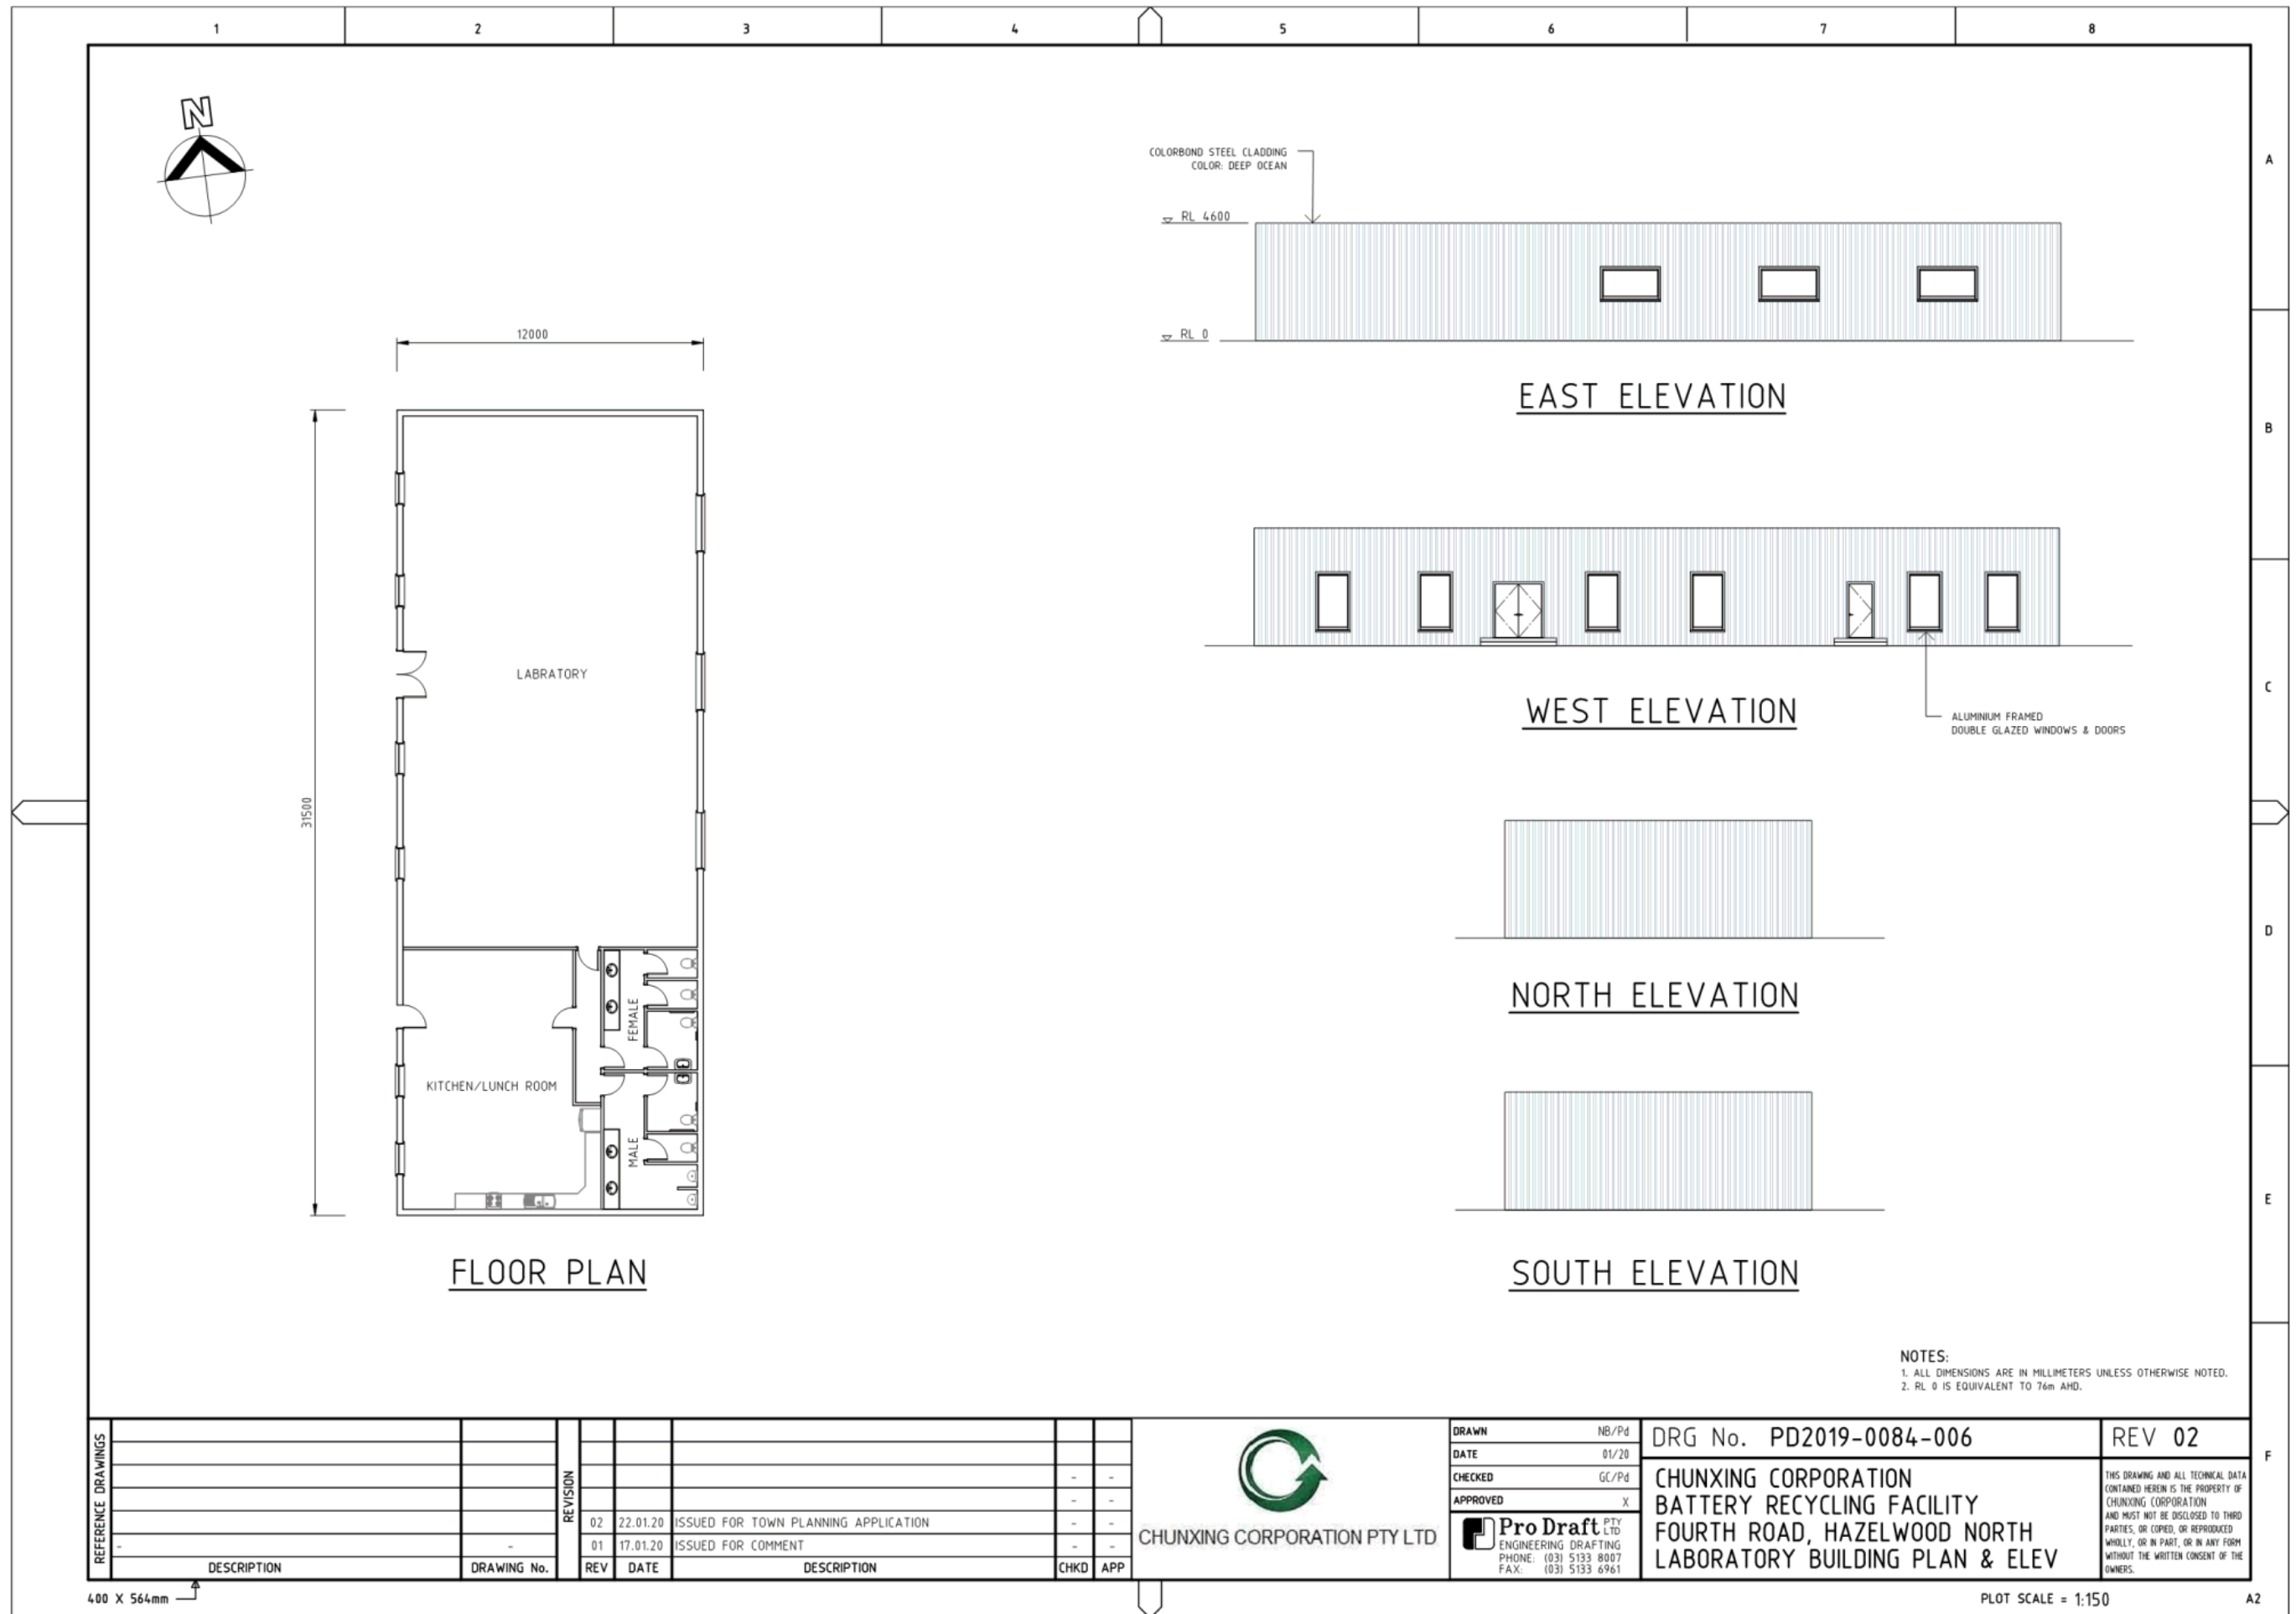 1 2 3 4 5 6 7 8
N
A
B
C
D
E
F
COLORBOND STEEL CLADDING
COLOR: DEEP OCEAN
RL 4600
RL 0
EAST ELEVATION
12000
31500
LABRATORY
FEMALE
KITCHEN/LUNCH ROOM
MALE
FLOOR PLAN
WEST ELEVATION
ALUMINIUM FRAMED
DOUBLE GLAZED WINDOWS & DOORS
NORTH ELEVATION
SOUTH ELEVATION
NOTES:
1. ALL DIMENSIONS ARE IN MILLIMETERS UNLESS OTHERWISE NOTED.
2. RL 0 IS EQUIVALENT TO 76m AHD.
REFERENCE DRAWINGS
- -
DESCRIPTION DRAWING No.
REVISION
- -
- -
02 22.01.20 ISSUED FOR TOWN PLANNING APPLICATION - -
01 17.01.20 ISSUED FOR COMMENT - -
REV DATE DESCRIPTION CHKD APP
CHUNXING CORPORATION PTY LTD
DRAWN NB/Pd
DATE 01/20
CHECKED GC/Pd
APPROVED X
Pro Draft PTY LTD
ENGINEERING DRAFTING
PHONE: (03) 5133 8007
FAX: (03) 5133 6961
DRG No. PD2019-0084-006
REV 02
CHUNXING CORPORATION
BATTERY RECYCLING FACILITY
FOURTH ROAD, HAZELWOOD NORTH
LABORATORY BUILDING PLAN & ELEV
THIS DRAWING AND ALL TECHNICAL DATA
CONTAINED HEREIN IS THE PROPERTY OF
CHUNXING CORPORATION
AND MUST NOT BE DISCLOSED TO THIRD
PARTIES, OR COPIED, OR REPRODUCED
WHOLLY, OR IN PART, OR IN ANY FORM
WITHOUT THE WRITTEN CONSENT OF THE
OWNERS.
400 X 564mm
PLOT SCALE = 1:150
A2